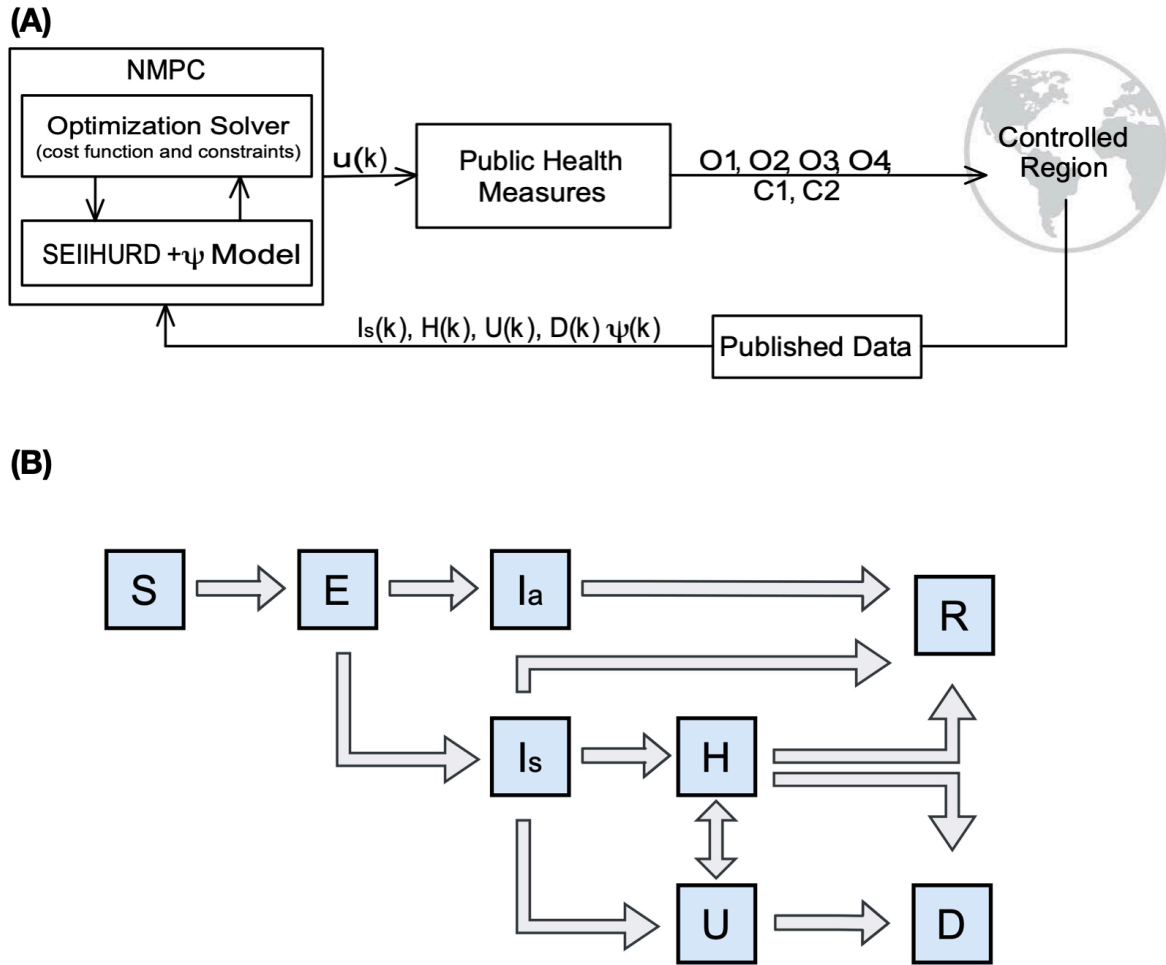 (A)
NMPC
Optimization Solver
(cost function and constraints)
SEIIHURD +ψ Model
u(k)
Public Health
Measures
O1, O2, O3, O4,
C1, C2
Controlled
Region
Is(k), H(k), U(k), D(k) ψ(k)
Published Data
(B)
S
E
Ia
R
Is
H
U
D